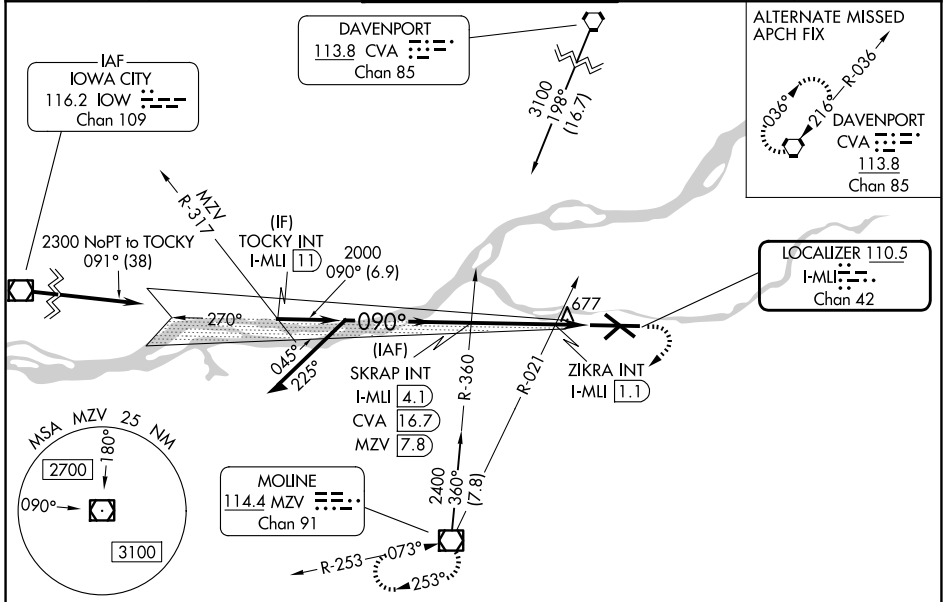 IAF
IOWA CITY
116.2 IOW
Chan 109
DAVENPORT
113.8 CVA
Chan 85
3100
198°
(16.7)
ALTERNATE MISSED
APCH FIX
R-036
036°
216°
DAVENPORT
CVA
113.8
Chan 85
MZV
R-317
2300 NoPT to TOCKY
091° (38)
(IF)
TOCKY INT
I-MLI 11
2000
090° (6.9)
LOCALIZER 110.5
I-MLI
Chan 42
677
270°
090°
045°
225°
(IAF)
SKRAP INT
I-MLI 4.1
CVA 16.7
MZV 7.8
R-360
R-021
ZIKRA INT
I-MLI 1.1
MSA MZV 25 NM
180°
2700
090°
3100
MOLINE
114.4 MZV
Chan 91
2400
360°
(7.8)
R-253
073°
253°